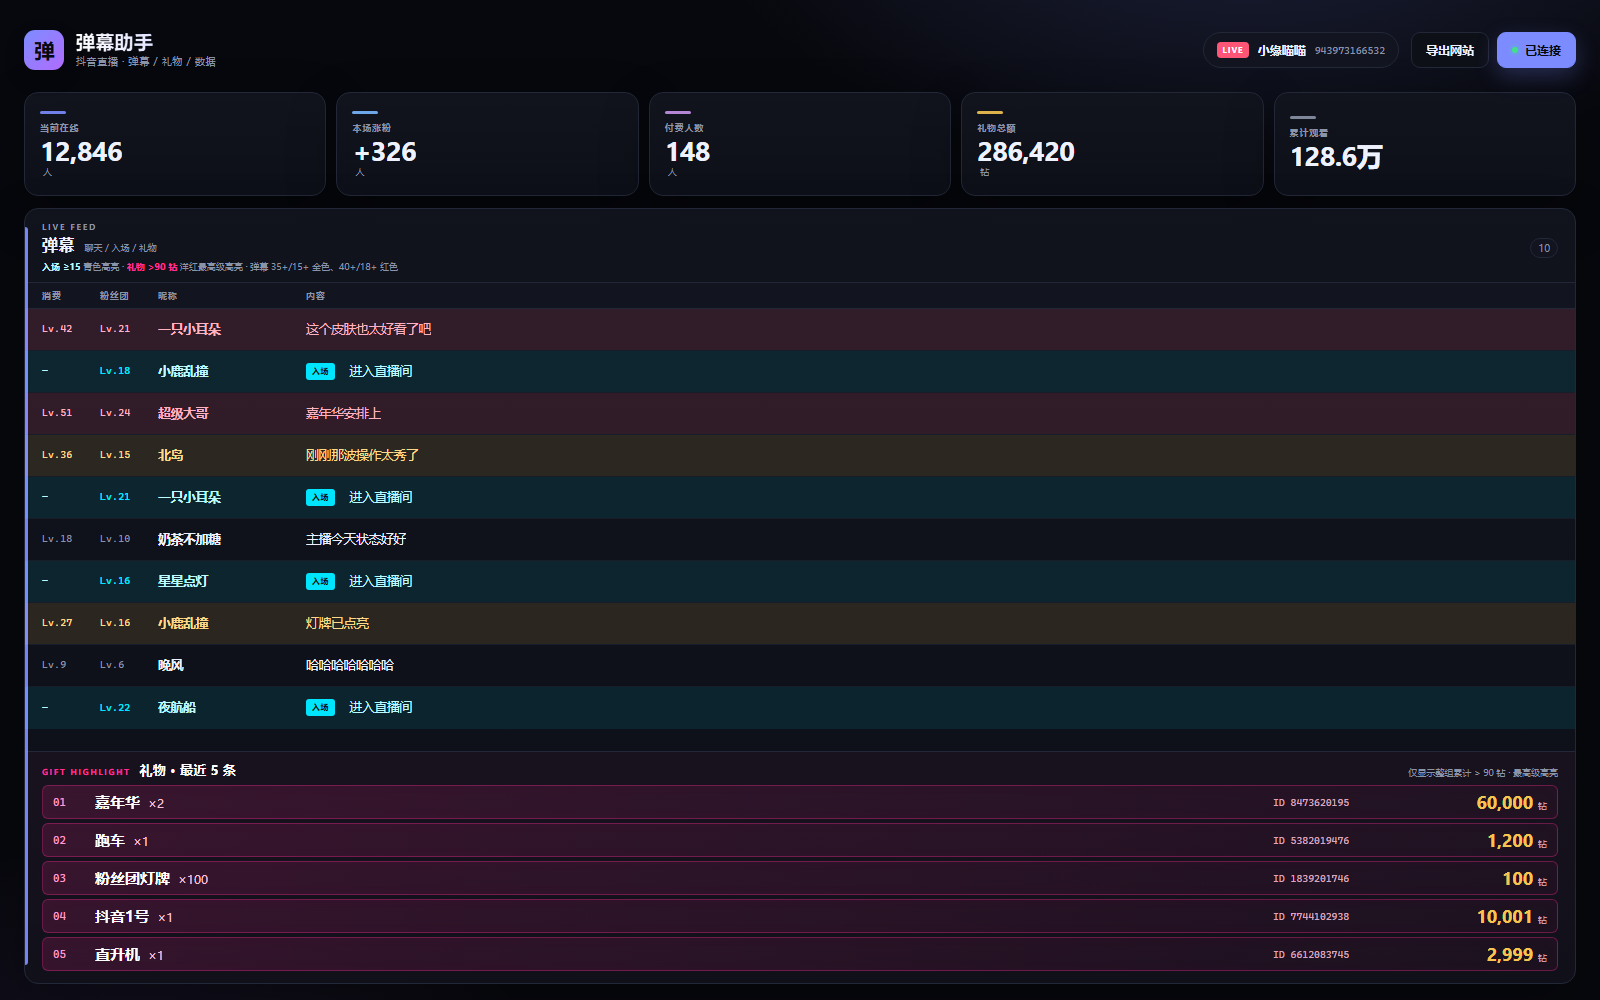 弹
弹幕助手
抖音直播 · 弹幕 / 礼物 / 数据
LIVE 小缘喵喵 943973166532
导出网站
已连接
当前在线
12,846
人
本场涨粉
+326
人
付费人数
148
人
礼物总额
286,420
钻
累计观看
128.6万
LIVE FEED
弹幕 聊天 / 入场 / 礼物
10
入场 ≥15 青色高亮 · 礼物 >90 钻 洋红最高级高亮 · 弹幕 35+/15+ 金色、40+/18+ 红色
消费 粉丝团 昵称 内容
Lv.42 Lv.21 一只小耳朵 这个皮肤也太好看了吧
– Lv.18 小鹿乱撞 入场 进入直播间
Lv.51 Lv.24 超级大哥 嘉年华安排上
Lv.36 Lv.15 北岛 刚刚那波操作太秀了
– Lv.21 一只小耳朵 入场 进入直播间
Lv.18 Lv.10 奶茶不加糖 主播今天状态好好
– Lv.16 星星点灯 入场 进入直播间
Lv.27 Lv.16 小鹿乱撞 灯牌已点亮
Lv.9 Lv.6 晚风 哈哈哈哈哈哈哈
– Lv.22 夜航船 入场 进入直播间
GIFT HIGHLIGHT 礼物 • 最近 5 条
仅显示整组累计 > 90 钻 · 最高级高亮
01 嘉年华 ×2 ID 8473620195 60,000 钻
02 跑车 ×1 ID 5382019476 1,200 钻
03 粉丝团灯牌 ×100 ID 1839201746 100 钻
04 抖音1号 ×1 ID 7744102938 10,001 钻
05 直升机 ×1 ID 6612083745 2,999 钻